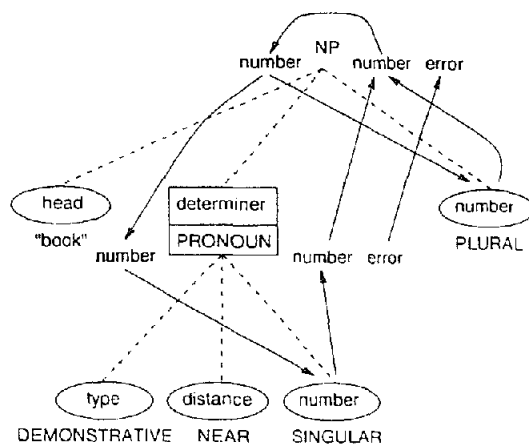 NP
number number error
head determiner number
"book" number PRONOUN number error PLURAL
type distance number
DEMONSTRATIVE NEAR SINGULAR